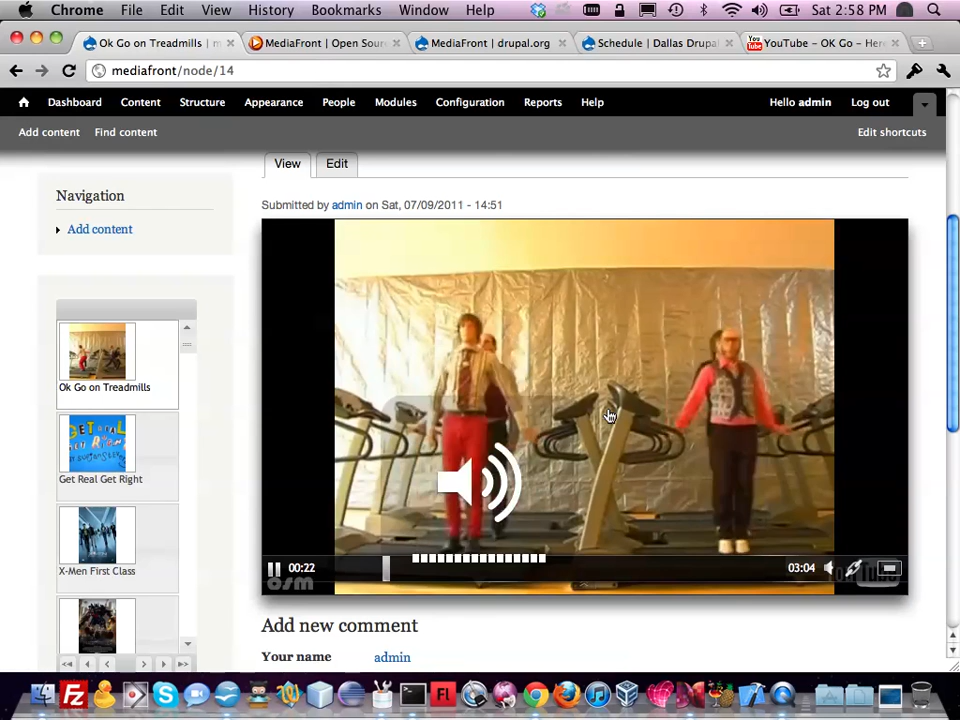 Chrome File Edit View History Bookmarks Window Help Sat 2:58 PM
Ok Go on Treadmills | m MediaFront | Open Sour MediaFront | drupal.org Schedule | Dallas Drupa YouTube - OK Go - Her
mediafront/node/14
Dashboard Content Structure Appearance People Modules Configuration Reports Help Hello admin Log out
Add content Find content Edit shortcuts
View Edit
Navigation
Add content
Submitted by admin on Sat, 07/09/2011 - 14:51
Ok Go on Treadmills
Get Real Get Right
X-Men First Class
00:22 03:04
osm
Add new comment
Your name admin